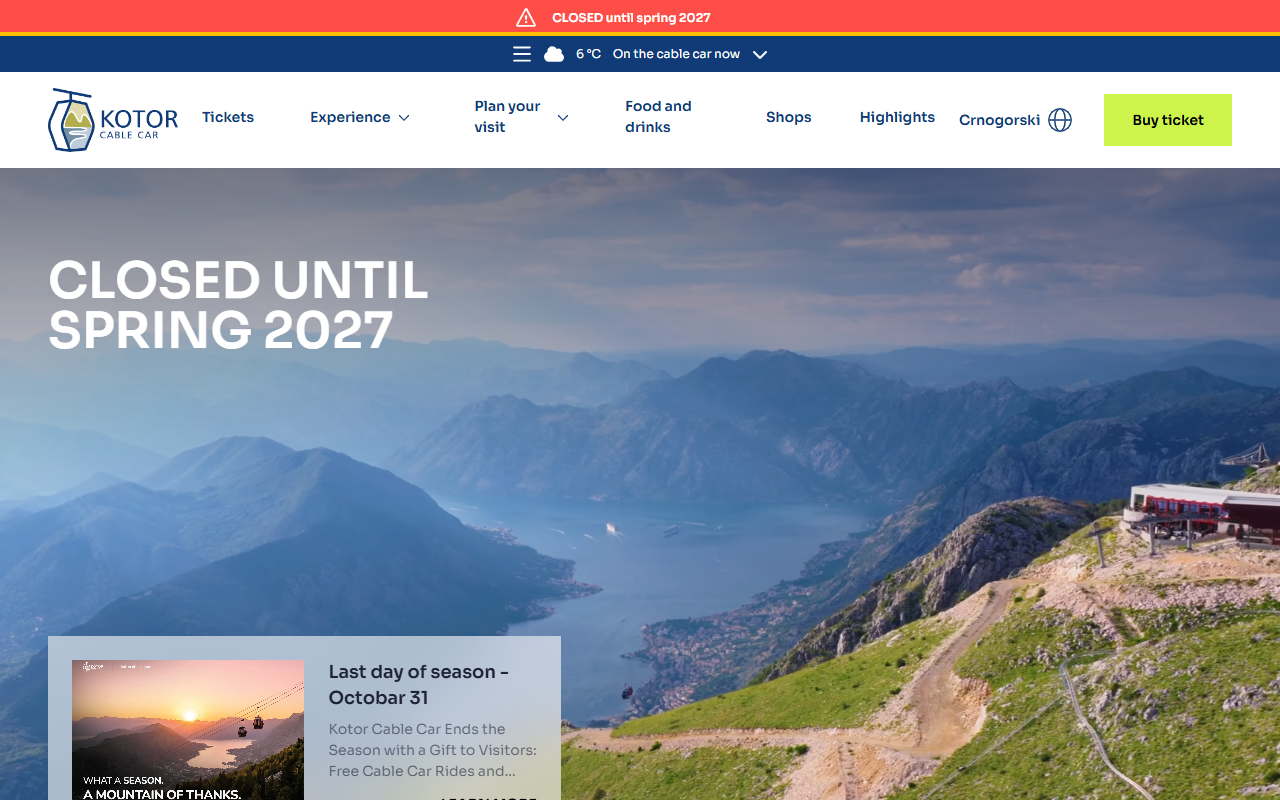 CLOSED until spring 2027
6 °C On the cable car now
KOTOR
CABLE CAR
Tickets
Experience
Plan your
visit
Food and
drinks
Shops
Highlights
Crnogorski
Buy ticket
CLOSED UNTIL
SPRING 2027
WHAT A SEASON.
A MOUNTAIN OF THANKS.
Last day of season -
Octobar 31
Kotor Cable Car Ends the
Season with a Gift to Visitors:
Free Cable Car Rides and...